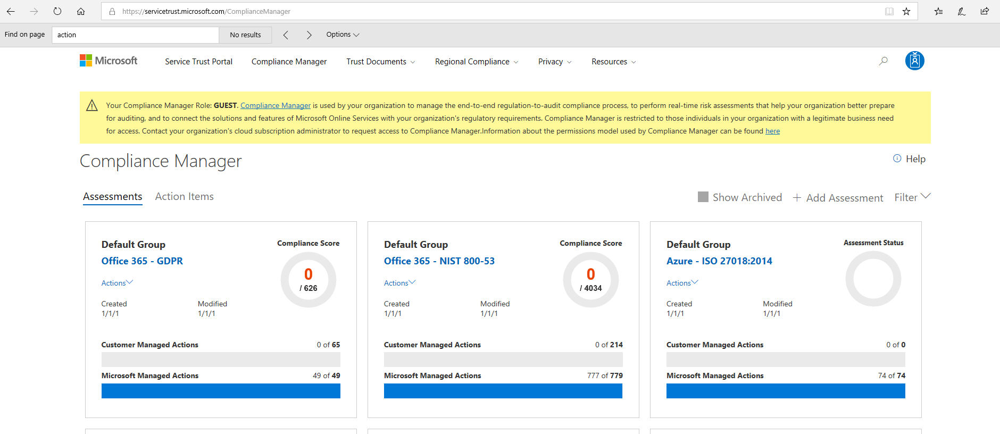 https://servicetrust.microsoft.com/ComplianceManager
Find on page
action
No results
Options
Microsoft
Service Trust Portal
Compliance Manager
Trust Documents
Regional Compliance
Privacy
Resources
Your Compliance Manager Role: GUEST. Compliance Manager is used by your organization to manage the end-to-end regulation-to-audit compliance process, to perform real-time risk assessments that help your organization better prepare
for auditing, and to connect the solutions and features of Microsoft Online Services with your organization's regulatory requirements. Compliance Manager is restricted to those individuals in your organization with a legitimate business need
for access. Contact your organization's cloud subscription administrator to request access to Compliance Manager.Information about the permissions model used by Compliance Manager can be found here
Compliance Manager
Help
Assessments
Action Items
Show Archived
+ Add Assessment
Filter
Default Group
Office 365 - GDPR
Compliance Score
0
/ 626
Actions
Created
1/1/1
Modified
1/1/1
Customer Managed Actions
0 of 65
Microsoft Managed Actions
49 of 49
Default Group
Office 365 - NIST 800-53
Compliance Score
0
/ 4034
Actions
Created
1/1/1
Modified
1/1/1
Customer Managed Actions
0 of 214
Microsoft Managed Actions
777 of 779
Default Group
Azure - ISO 27018:2014
Assessment Status
Actions
Created
1/1/1
Modified
1/1/1
Customer Managed Actions
0 of 0
Microsoft Managed Actions
74 of 74